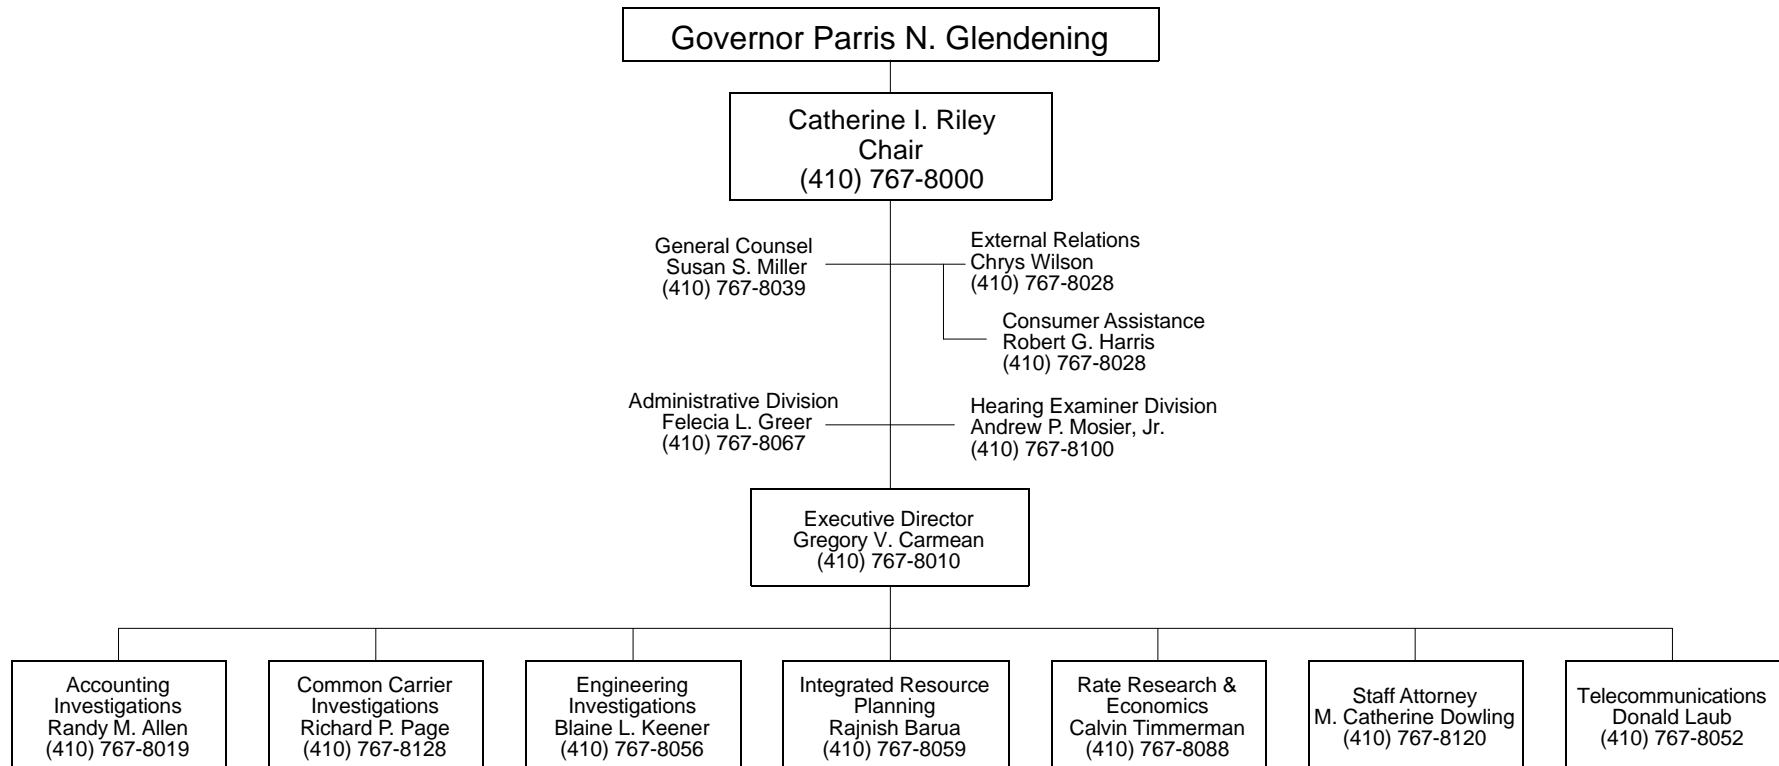 Governor Parris N. Glendening
Catherine I. Riley
Chair
(410) 767-8000
General Counsel
Susan S. Miller
(410) 767-8039
External Relations
Chrys Wilson
(410) 767-8028
Consumer Assistance
Robert G. Harris
(410) 767-8028
Administrative Division
Felecia L. Greer
(410) 767-8067
Hearing Examiner Division
Andrew P. Mosier, Jr.
(410) 767-8100
Executive Director
Gregory V. Carmean
(410) 767-8010
Accounting
Investigations
Randy M. Allen
(410) 767-8019
Common Carrier
Investigations
Richard P. Page
(410) 767-8128
Engineering
Investigations
Blaine L. Keener
(410) 767-8056
Integrated Resource
Planning
Rajnish Barua
(410) 767-8059
Rate Research &
Economics
Calvin Timmerman
(410) 767-8088
Staff Attorney
M. Catherine Dowling
(410) 767-8120
Telecommunications
Donald Laub
(410) 767-8052